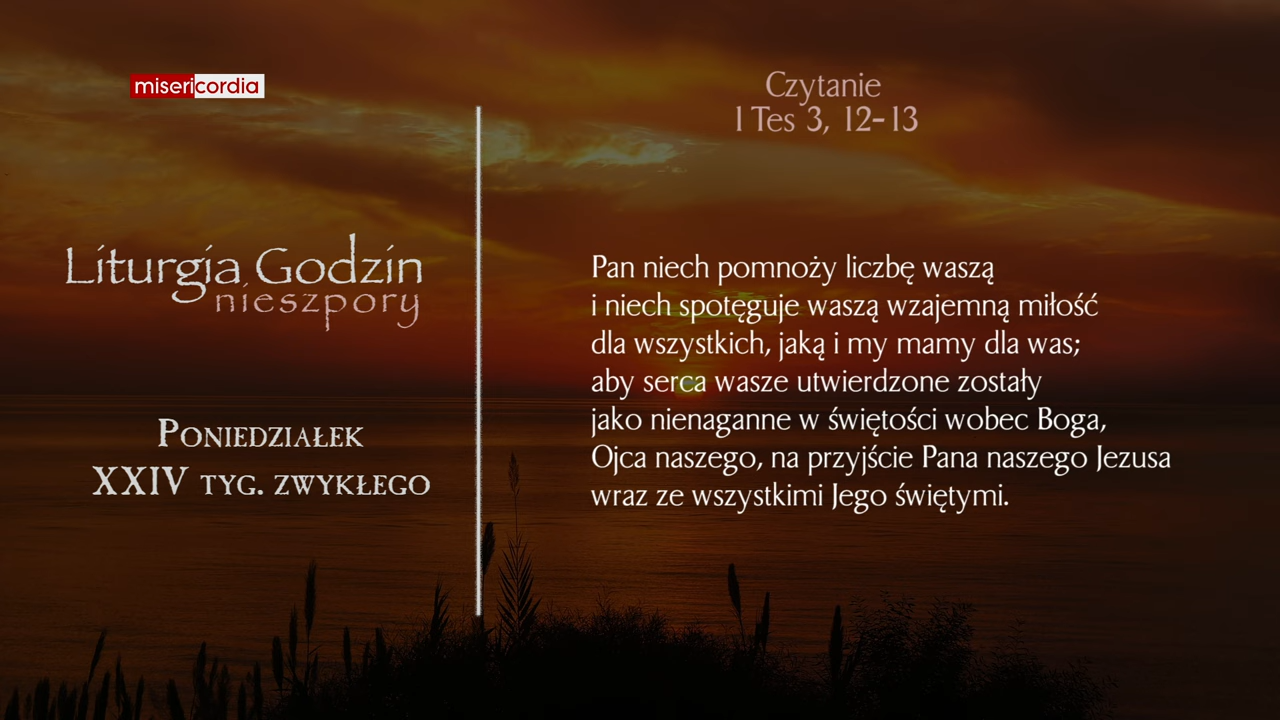 misericordia
Liturgia Godzin
nieszpory
Poniedziałek
XXIV tyg. zwykłego
Czytanie
1 Tes 3, 12-13
Pan niech pomnoży liczbę waszą
i niech spotęguje waszą wzajemną miłość
dla wszystkich, jaką i my mamy dla was;
aby serca wasze utwierdzone zostały
jako nienaganne w świętości wobec Boga,
Ojca naszego, na przyjście Pana naszego Jezusa
wraz ze wszystkimi Jego świętymi.